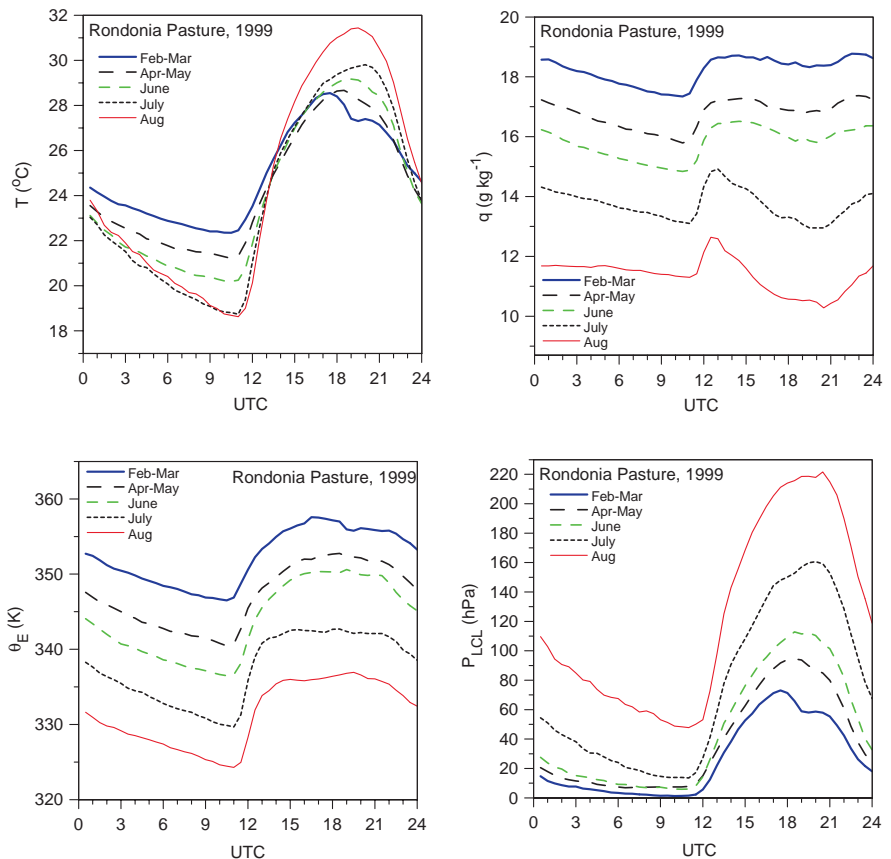 Rondonia Pasture, 1999
Feb-Mar
Apr-May
June
July
Aug
32
30
28
26
24
22
20
18
T (°C)
0 3 6 9 12 15 18 21 24
UTC
Rondonia Pasture, 1999
20
18
16
14
12
10
q (g kg⁻¹)
Feb-Mar
Apr-May
June
July
Aug
0 3 6 9 12 15 18 21 24
UTC
Feb-Mar
Apr-May
June
July
Aug
Rondonia Pasture, 1999
360
350
340
330
320
θE (K)
0 3 6 9 12 15 18 21 24
UTC
Rondonia Pasture, 1999
Feb-Mar
Apr-May
June
July
Aug
220
200
180
160
140
120
100
80
60
40
20
0
PLCL (hPa)
0 3 6 9 12 15 18 21 24
UTC